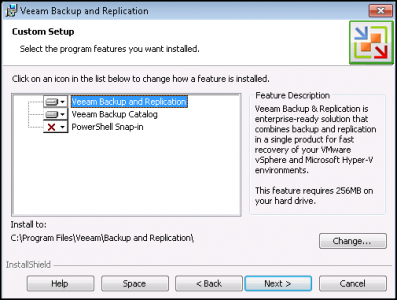 Veeam Backup and Replication
Custom Setup
Select the program features you want installed.
Click on an icon in the list below to change how a feature is installed.
Veeam Backup and Replication
Veeam Backup Catalog
PowerShell Snap-in
Feature Description
Veeam Backup & Replication is
enterprise-ready solution that
combines backup and replication
in a single product for fast
recovery of your VMware
vSphere and Microsoft Hyper-V
environments.
This feature requires 256MB on
your hard drive.
Install to:
C:\Program Files\Veeam\Backup and Replication\
Change...
InstallShield
Help
Space
< Back
Next >
Cancel